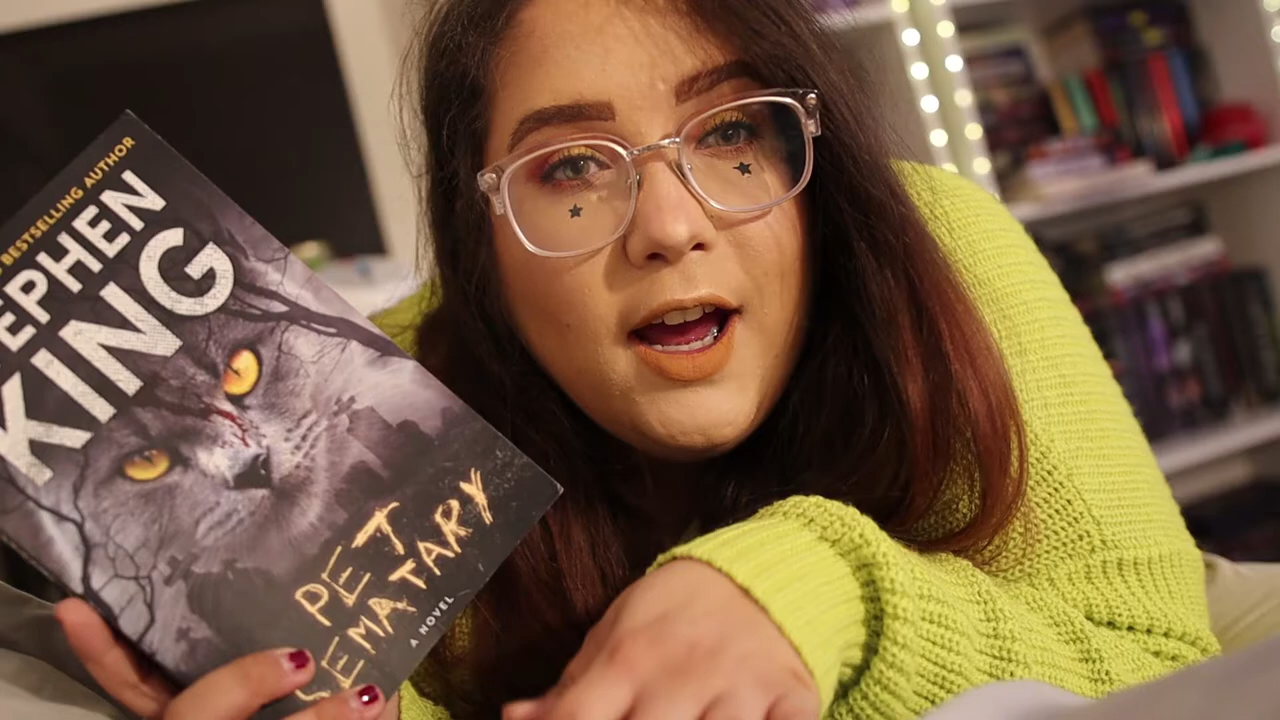 BESTSELLING AUTHOR
EPHEN
KING
PET
SEMATARY
A NOVEL